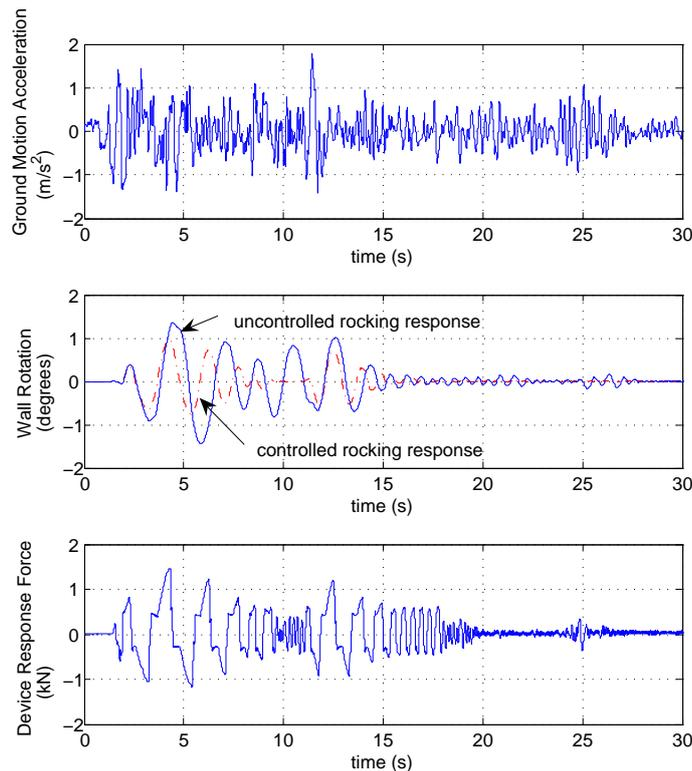 Ground Motion Acceleration
(m/s²)
2
1
0
−1
−2
0 5 10 15 20 25 30
time (s)
Wall Rotation
(degrees)
2
1
0
−1
−2
uncontrolled rocking response
controlled rocking response
0 5 10 15 20 25 30
time (s)
Device Response Force
(kN)
2
1
0
−1
−2
0 5 10 15 20 25 30
time (s)